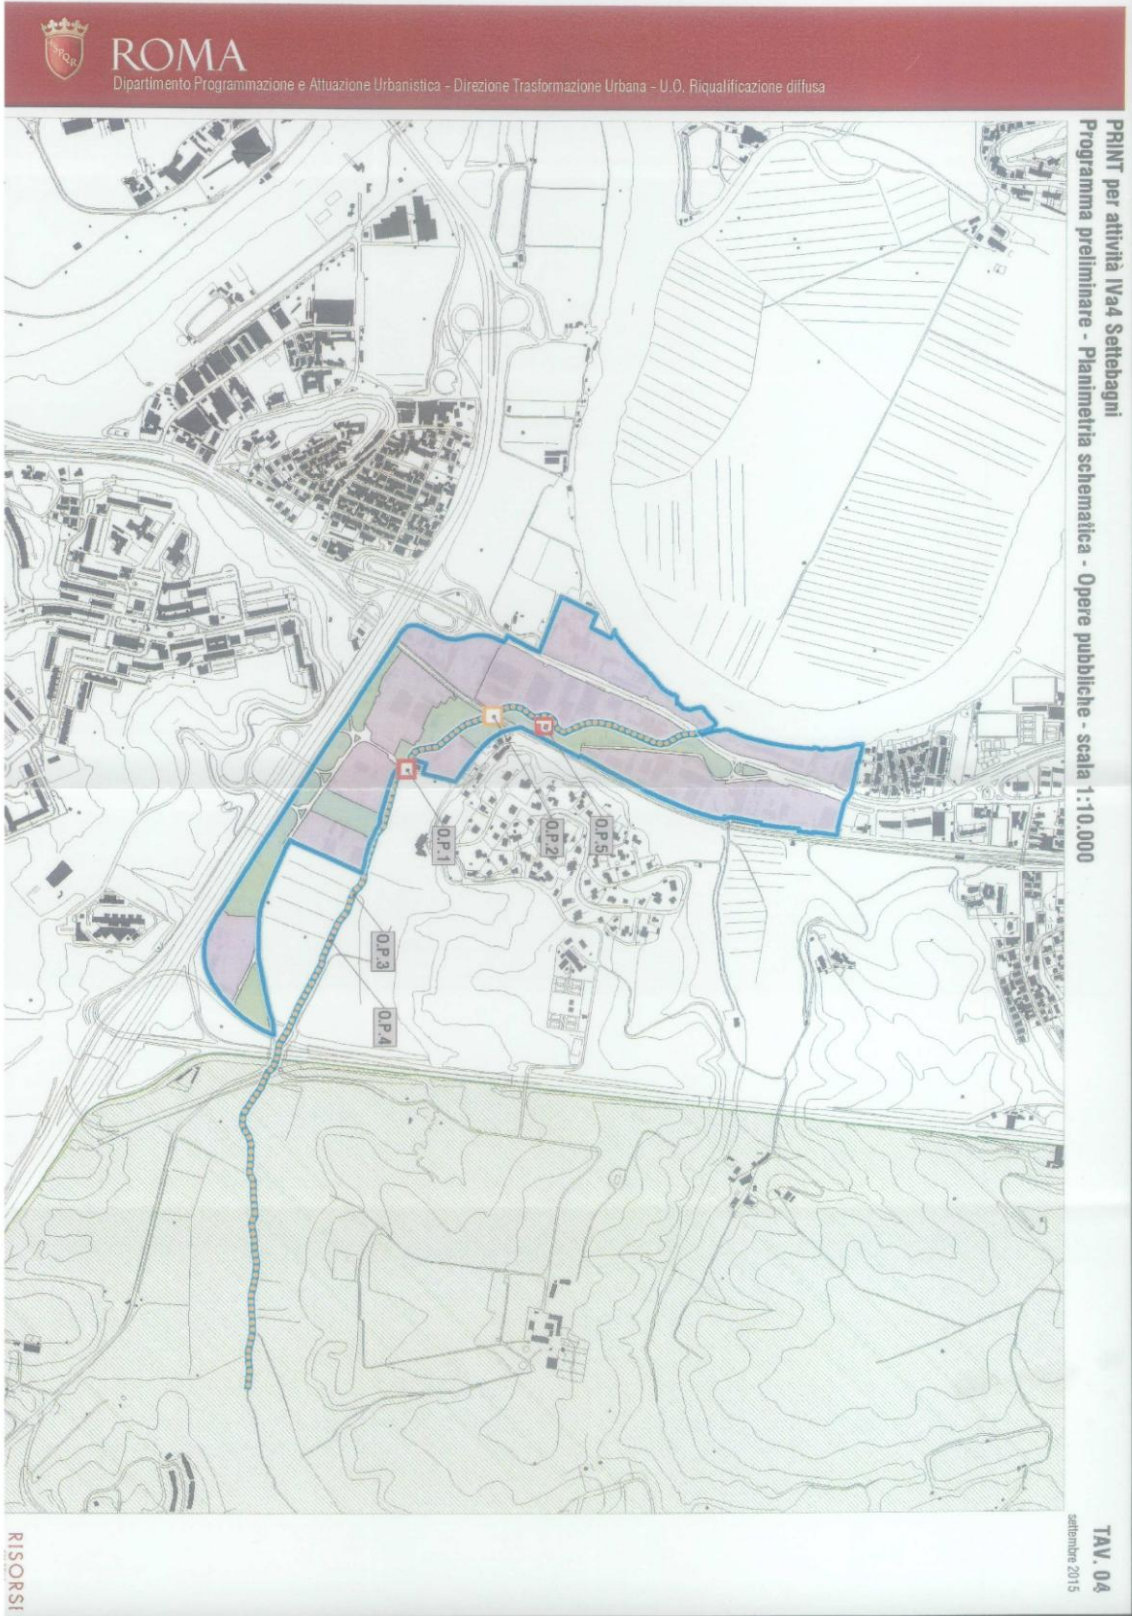 ROMA
Dipartimento Programmazione e Attuazione Urbanistica - Direzione Trasformazione Urbana - U.O. Riqualificazione diffusa
PRINT per attività IVa4 Settebagni
Programma preliminare - Planimetria schematica - Opere pubbliche - scala 1:10.000
TAV. 04
settembre 2015
P
O.P.5
O.P.2
O.P.1
O.P.3
O.P.4
RISORSE